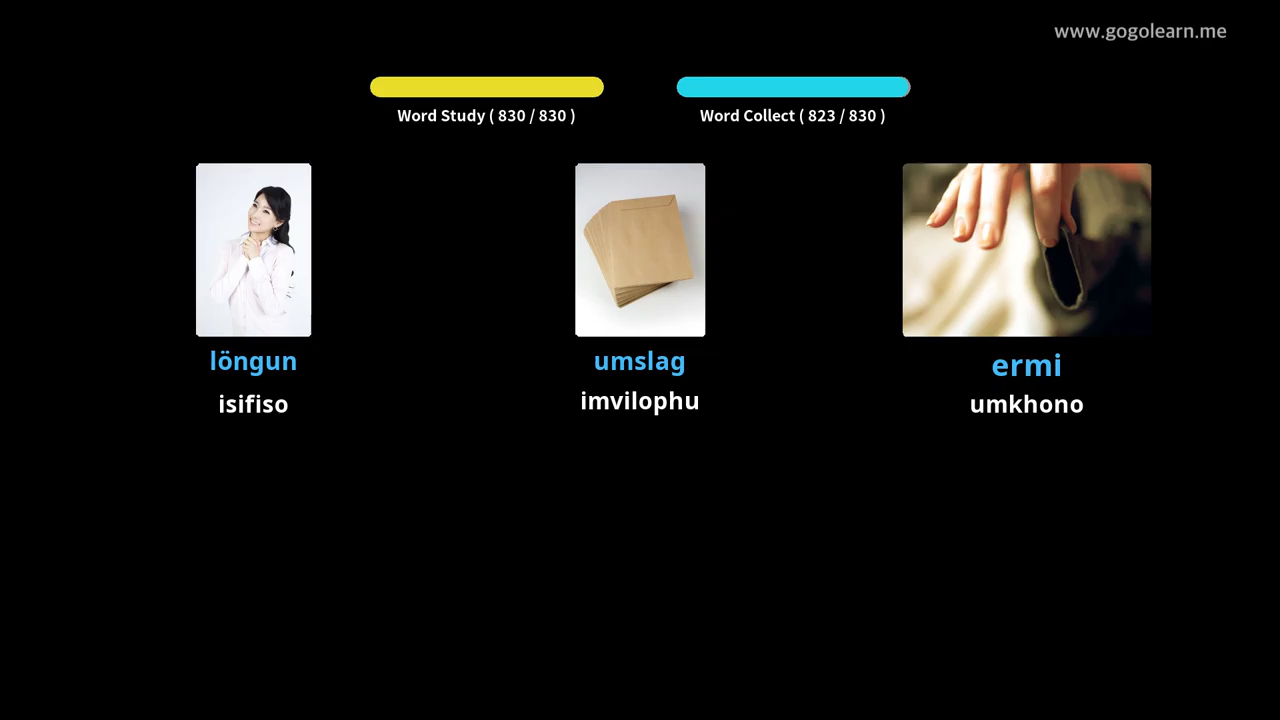 www.gogolearn.me
Word Study ( 830 / 830 )
Word Collect ( 823 / 830 )
löngun
umslag
ermi
isifiso
imvilophu
umkhono